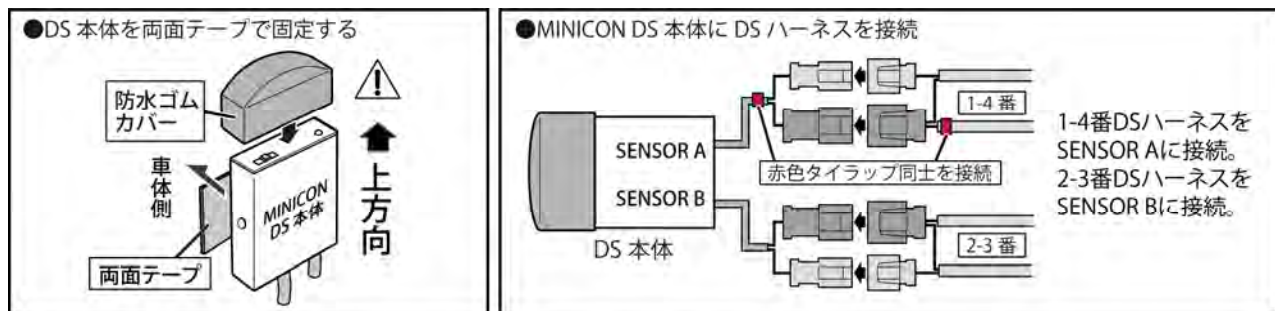 ●DS 本体を両面テープで固定する
防水ゴム
カバー
車体側
MINICON
DS 本体
両面テープ
上方向
●MINICON DS 本体に DS ハーネスを接続
SENSOR A
SENSOR B
DS 本体
赤色タイラップ同士を接続
1-4 番
2-3 番
1-4番DSハーネスを
SENSOR Aに接続。
2-3番DSハーネスを
SENSOR Bに接続。